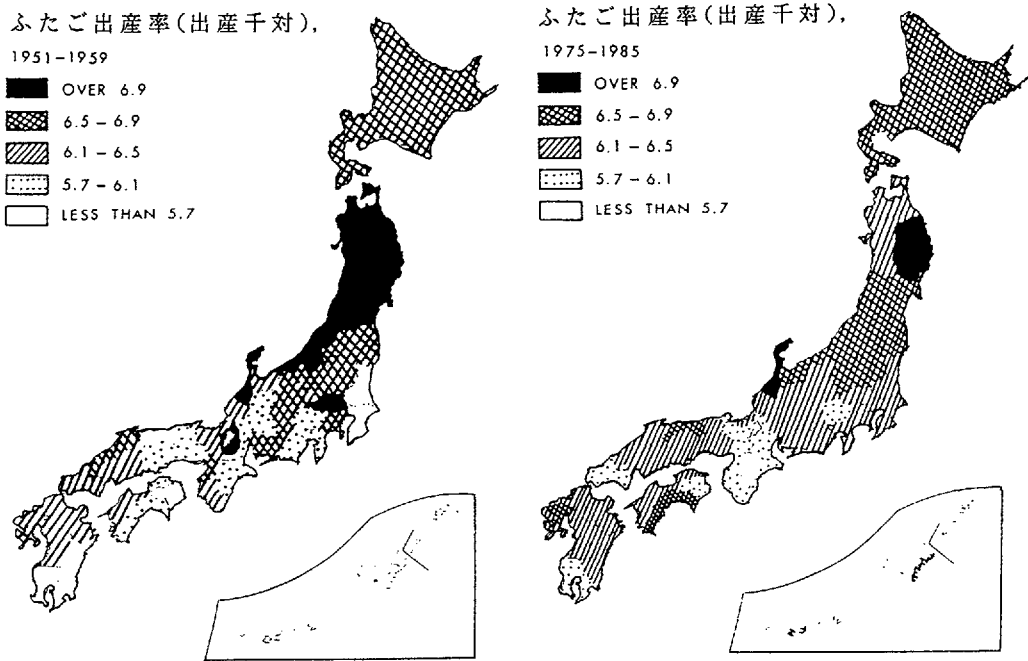 ふたご出産率(出産千対),
1951–1959
OVER 6.9
6.5 – 6.9
6.1 – 6.5
5.7 – 6.1
LESS THAN 5.7
ふたご出産率(出産千対),
1975–1985
OVER 6.9
6.5 – 6.9
6.1 – 6.5
5.7 – 6.1
LESS THAN 5.7